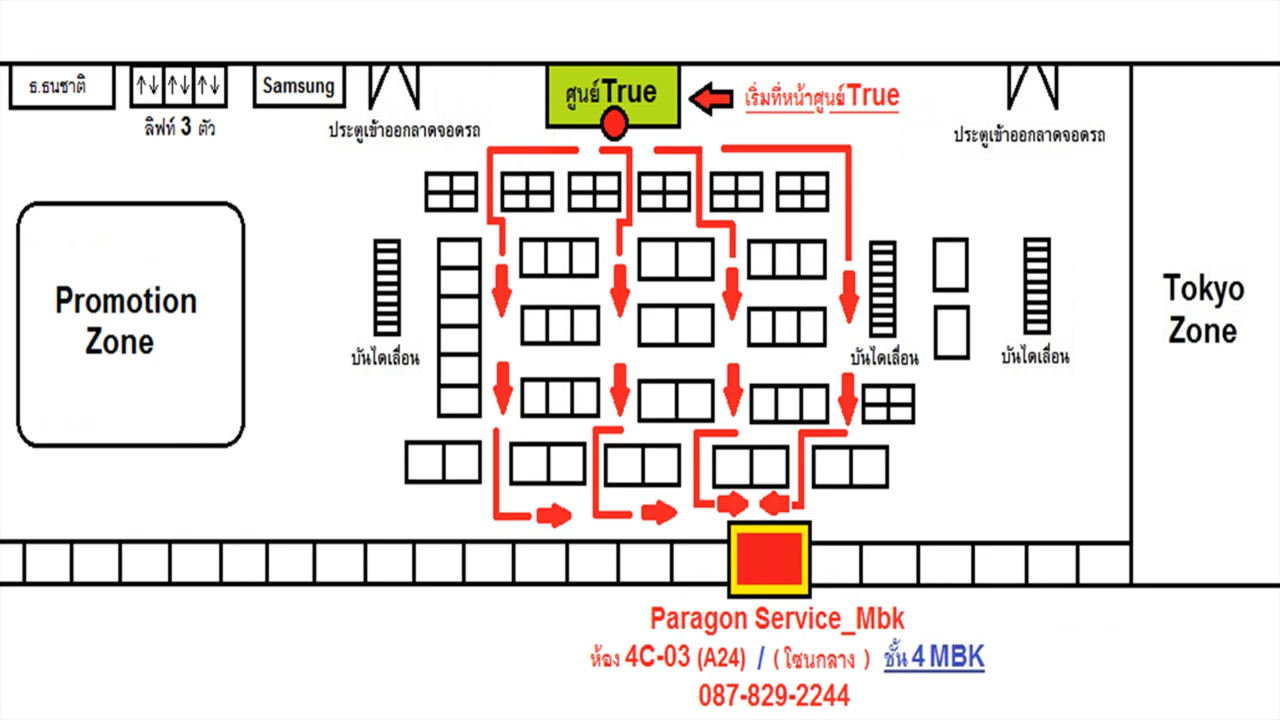 ธ.ธนชาติ
ลิฟท์ 3 ตัว
Samsung
ประตูเข้าออกลาดจอดรถ
ศูนย์ True
เริ่มที่หน้าศูนย์ True
ประตูเข้าออกลาดจอดรถ
Promotion
Zone
บันไดเลื่อน
บันไดเลื่อน
บันไดเลื่อน
Tokyo
Zone
Paragon Service_Mbk
ห้อง 4C-03 (A24) / ( โซนกลาง ) ชั้น 4 MBK
087-829-2244